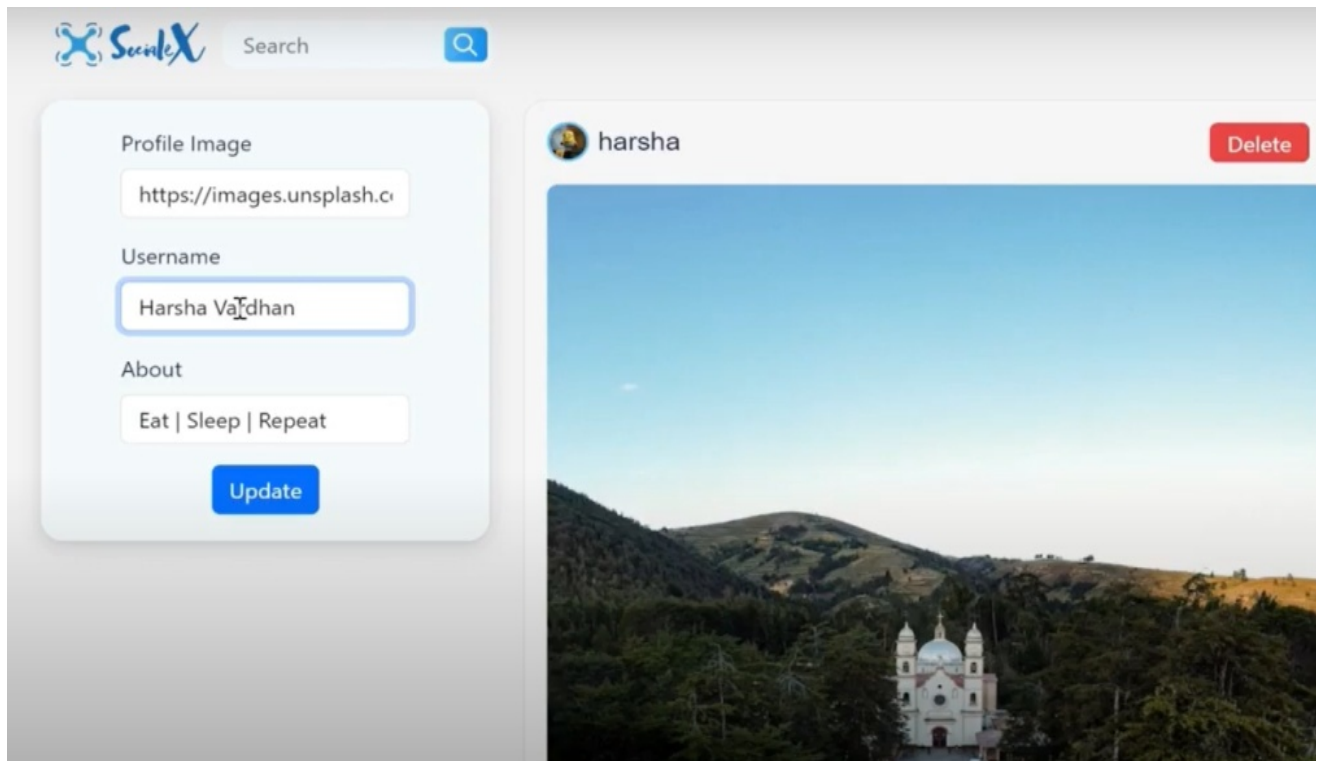 SocialeX
Search
Profile Image
https://images.unsplash.c
Username
Harsha Vardhan
About
Eat | Sleep | Repeat
Update
harsha
Delete